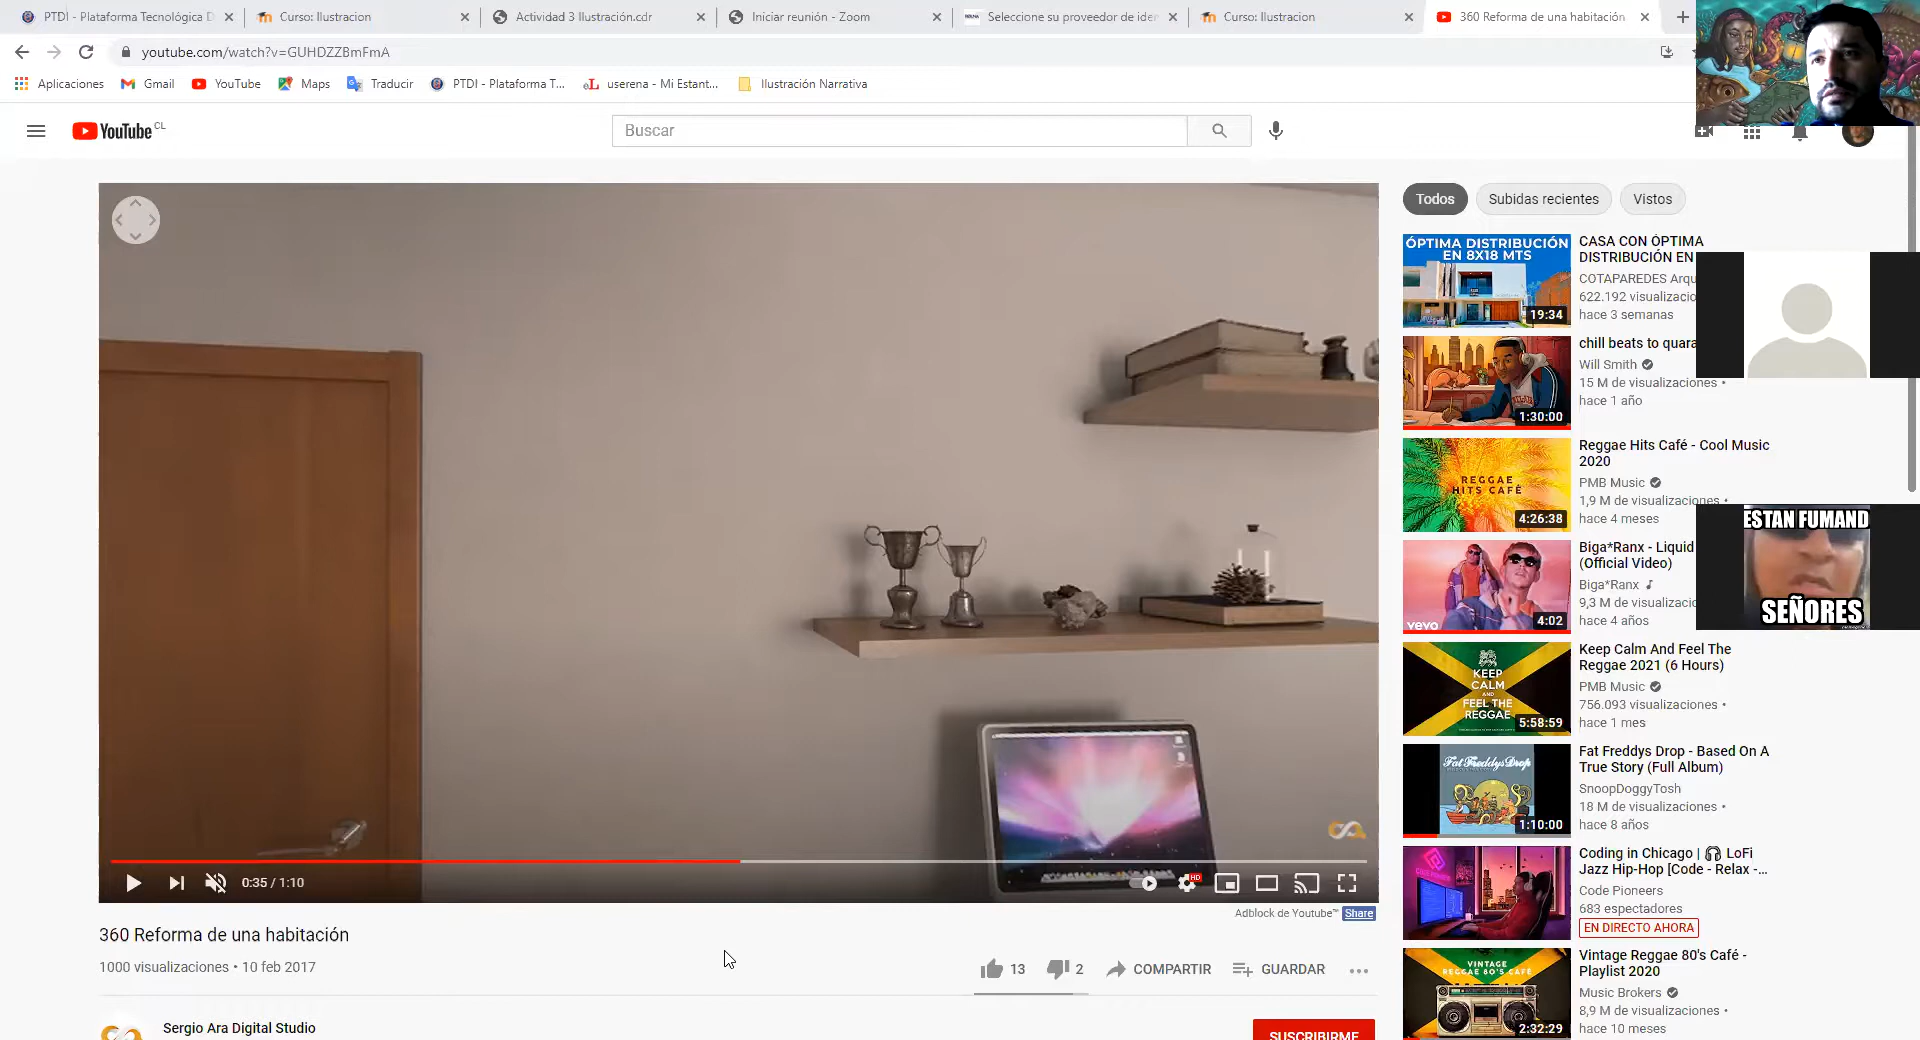 PTDI - Plataforma Tecnológica D
Curso: Ilustracion
Actividad 3 Ilustración.cdr
Iniciar reunión - Zoom
Seleccione su proveedor de iden
Curso: Ilustracion
360 Reforma de una habitación
youtube.com/watch?v=GUHDZZBmFmA
Aplicaciones
Gmail
YouTube
Maps
Traducir
PTDI - Plataforma T...
userena - Mi Estant...
Ilustración Narrativa
YouTube CL
Buscar
Todos
Subidas recientes
Vistos
ÓPTIMA DISTRIBUCIÓN
EN 8X18 MTS
19:34
CASA CON ÓPTIMA
DISTRIBUCIÓN EN
COTAPAREDES Arqu
622.192 visualizacio
hace 3 semanas
1:30:00
chill beats to quara
Will Smith
15 M de visualizaciones •
hace 1 año
REGGAE
HITS CAFÉ
4:26:38
Reggae Hits Café - Cool Music
2020
PMB Music
1,9 M de visualizaciones •
hace 4 meses
vevo
4:02
Biga*Ranx - Liquid
(Official Video)
Biga*Ranx
9,3 M de visualizacio
hace 4 años
ESTAN FUMAND
SEÑORES
KEEP
CALM
AND
FEEL THE
REGGAE
5:58:59
Keep Calm And Feel The
Reggae 2021 (6 Hours)
PMB Music
756.093 visualizaciones •
hace 1 mes
Fat Freddys Drop
1:10:00
Fat Freddys Drop - Based On A
True Story (Full Album)
SnoopDoggyTosh
18 M de visualizaciones •
hace 8 años
Coding in Chicago | 🎧 LoFi
Jazz Hip-Hop [Code - Relax -...
Code Pioneers
683 espectadores
EN DIRECTO AHORA
VINTAGE
REGGAE 80'S CAFÉ
2:32:29
Vintage Reggae 80's Café -
Playlist 2020
Music Brokers
8,9 M de visualizaciones •
hace 10 meses
0:35 / 1:10
HD
Adblock de Youtube™ Share
360 Reforma de una habitación
1000 visualizaciones • 10 feb 2017
13
2
COMPARTIR
GUARDAR
Sergio Ara Digital Studio
SUSCRIBIRME